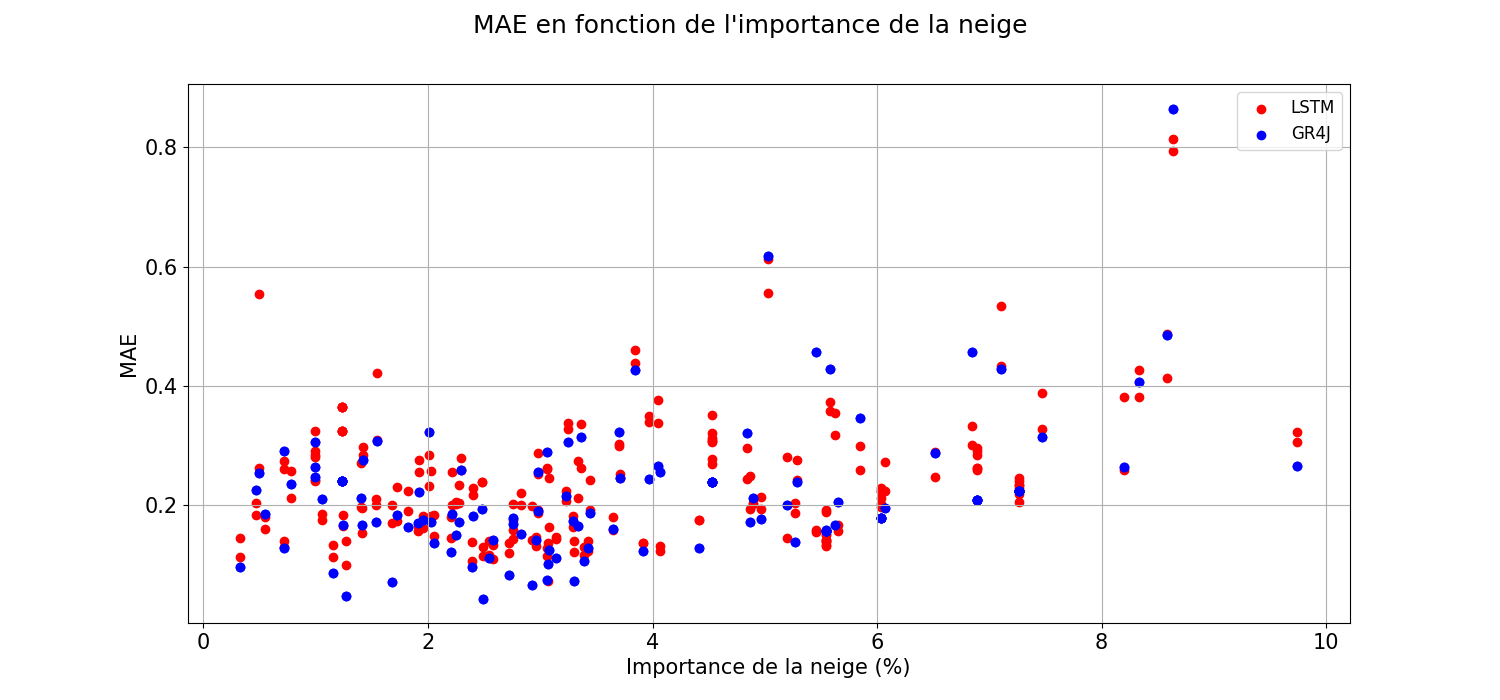 MAE en fonction de l'importance de la neige
LSTM
GR4J
0.8
0.6
0.4
0.2
MAE
0 2 4 6 8 10
Importance de la neige (%)